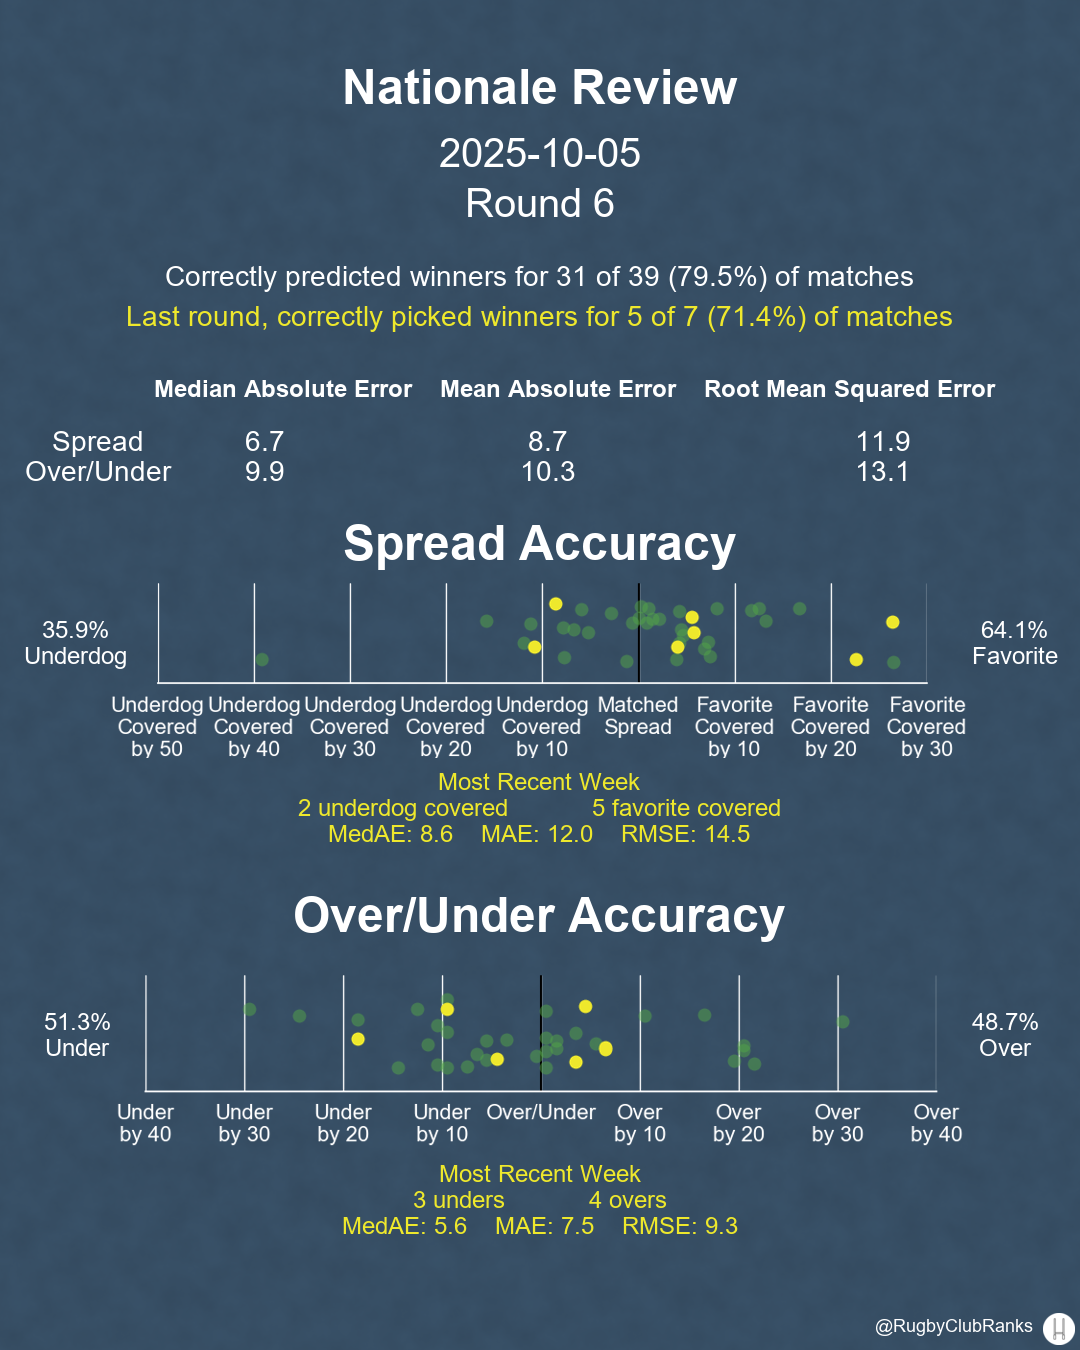 Nationale Review
2025-10-05
Round 6
Correctly predicted winners for 31 of 39 (79.5%) of matches
Last round, correctly picked winners for 5 of 7 (71.4%) of matches
Median Absolute Error Mean Absolute Error Root Mean Squared Error
Spread 6.7 8.7 11.9
Over/Under 9.9 10.3 13.1
Spread Accuracy
35.9% 64.1%
Underdog Favorite
Underdog Underdog Underdog Underdog Underdog Matched Favorite Favorite Favorite
Covered Covered Covered Covered Covered Spread Covered Covered Covered
by 50 by 40 by 30 by 20 by 10 by 10 by 20 by 30
Most Recent Week
2 underdog covered 5 favorite covered
MedAE: 8.6 MAE: 12.0 RMSE: 14.5
Over/Under Accuracy
51.3% 48.7%
Under Over
Under Under Under Under Over/Under Over Over Over Over
by 40 by 30 by 20 by 10 by 10 by 20 by 30 by 40
Most Recent Week
3 unders 4 overs
MedAE: 5.6 MAE: 7.5 RMSE: 9.3
@RugbyClubRanks